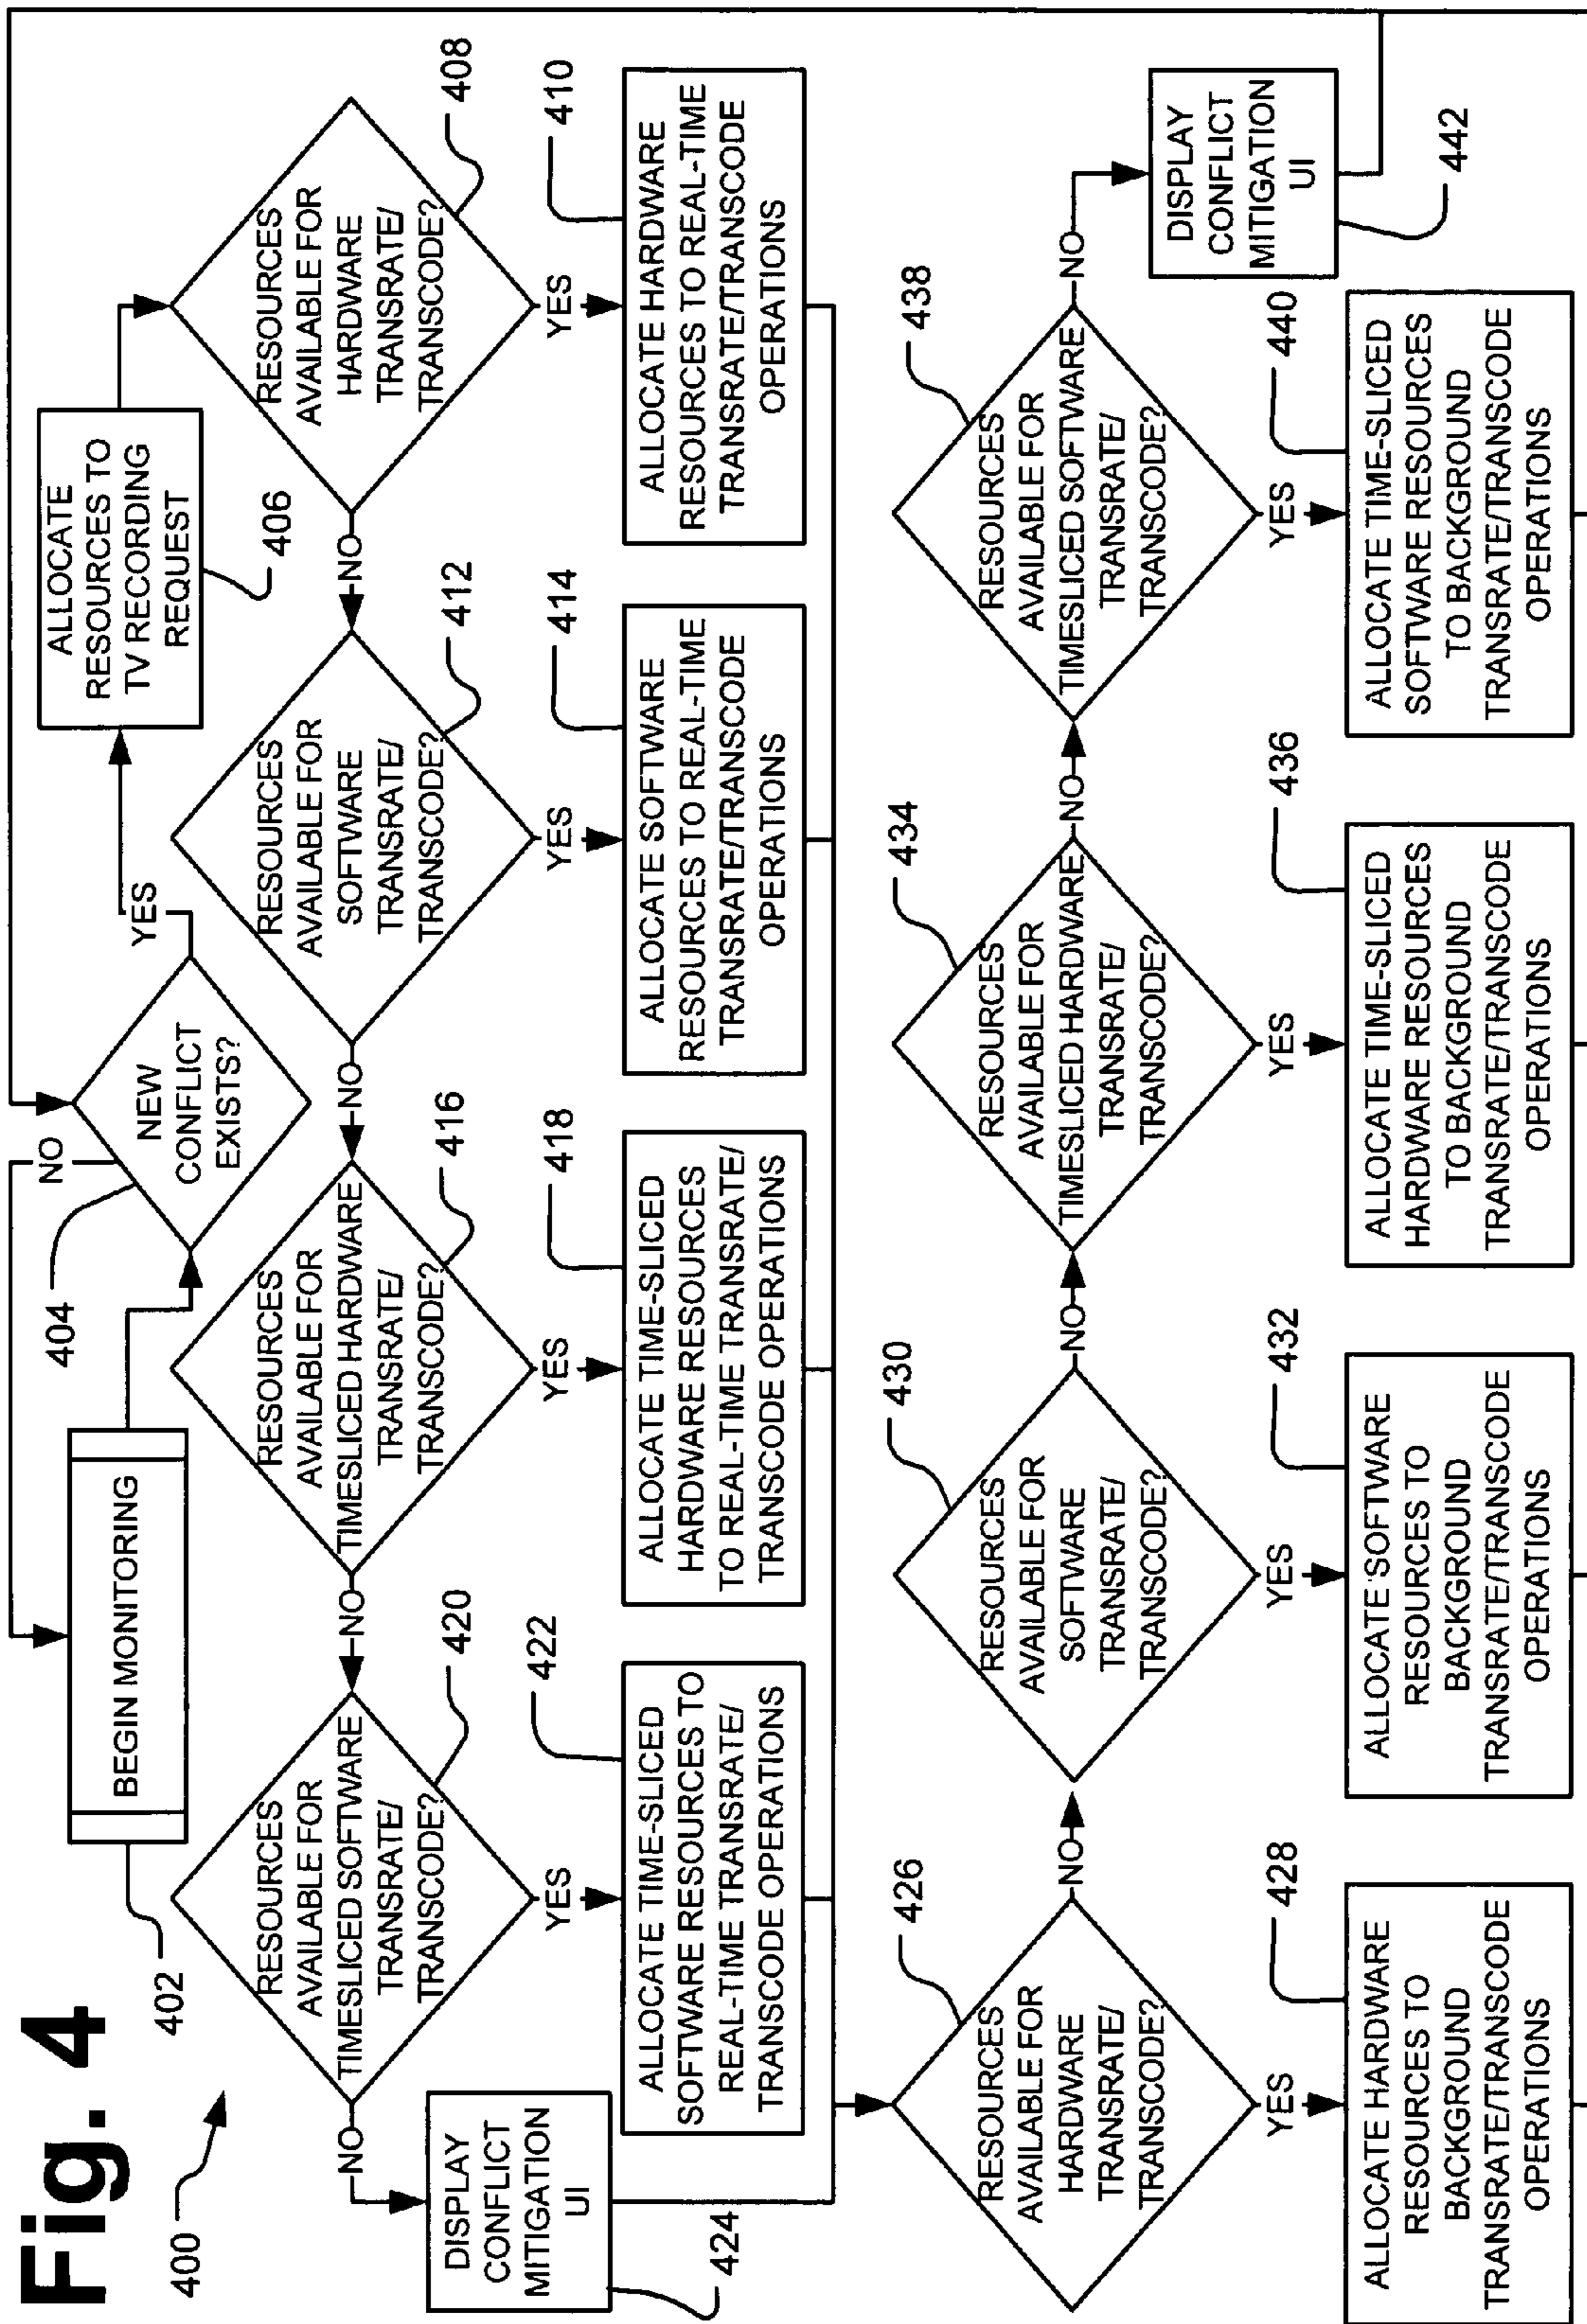 Fig. 4
400
402
BEGIN MONITORING
404
NO
NEW
CONFLICT
EXISTS?
YES
ALLOCATE
RESOURCES TO
TV RECORDING
REQUEST
406
RESOURCES
AVAILABLE FOR
HARDWARE
TRANSRATE/
TRANSCODE?
408
YES
ALLOCATE HARDWARE
RESOURCES TO REAL-TIME
TRANSRATE/TRANSCODE
OPERATIONS
410
NO
RESOURCES
AVAILABLE FOR
SOFTWARE
TRANSRATE/
TRANSCODE?
412
YES
ALLOCATE SOFTWARE
RESOURCES TO REAL-TIME
TRANSRATE/TRANSCODE
OPERATIONS
414
NO
RESOURCES
AVAILABLE FOR
TIMESLICED HARDWARE
TRANSRATE/
TRANSCODE?
416
YES
ALLOCATE TIME-SLICED
HARDWARE RESOURCES
TO REAL-TIME TRANSRATE/
TRANSCODE OPERATIONS
418
NO
RESOURCES
AVAILABLE FOR
TIMESLICED SOFTWARE
TRANSRATE/
TRANSCODE?
420
YES
ALLOCATE TIME-SLICED
SOFTWARE RESOURCES TO
REAL-TIME TRANSRATE/
TRANSCODE OPERATIONS
422
NO
DISPLAY
CONFLICT
MITIGATION
UI
424
RESOURCES
AVAILABLE FOR
HARDWARE
TRANSRATE/
TRANSCODE?
426
YES
ALLOCATE HARDWARE
RESOURCES TO
BACKGROUND
TRANSRATE/TRANSCODE
OPERATIONS
428
NO
RESOURCES
AVAILABLE FOR
SOFTWARE
TRANSRATE/
TRANSCODE?
430
YES
ALLOCATE SOFTWARE
RESOURCES TO
BACKGROUND
TRANSRATE/TRANSCODE
OPERATIONS
432
NO
RESOURCES
AVAILABLE FOR
TIMESLICED HARDWARE
TRANSRATE/
TRANSCODE?
434
YES
ALLOCATE TIME-SLICED
HARDWARE RESOURCES
TO BACKGROUND
TRANSRATE/TRANSCODE
OPERATIONS
436
NO
RESOURCES
AVAILABLE FOR
TIMESLICED SOFTWARE
TRANSRATE/
TRANSCODE?
438
YES
ALLOCATE TIME-SLICED
SOFTWARE RESOURCES
TO BACKGROUND
TRANSRATE/TRANSCODE
OPERATIONS
440
NO
DISPLAY
CONFLICT
MITIGATION
UI
442